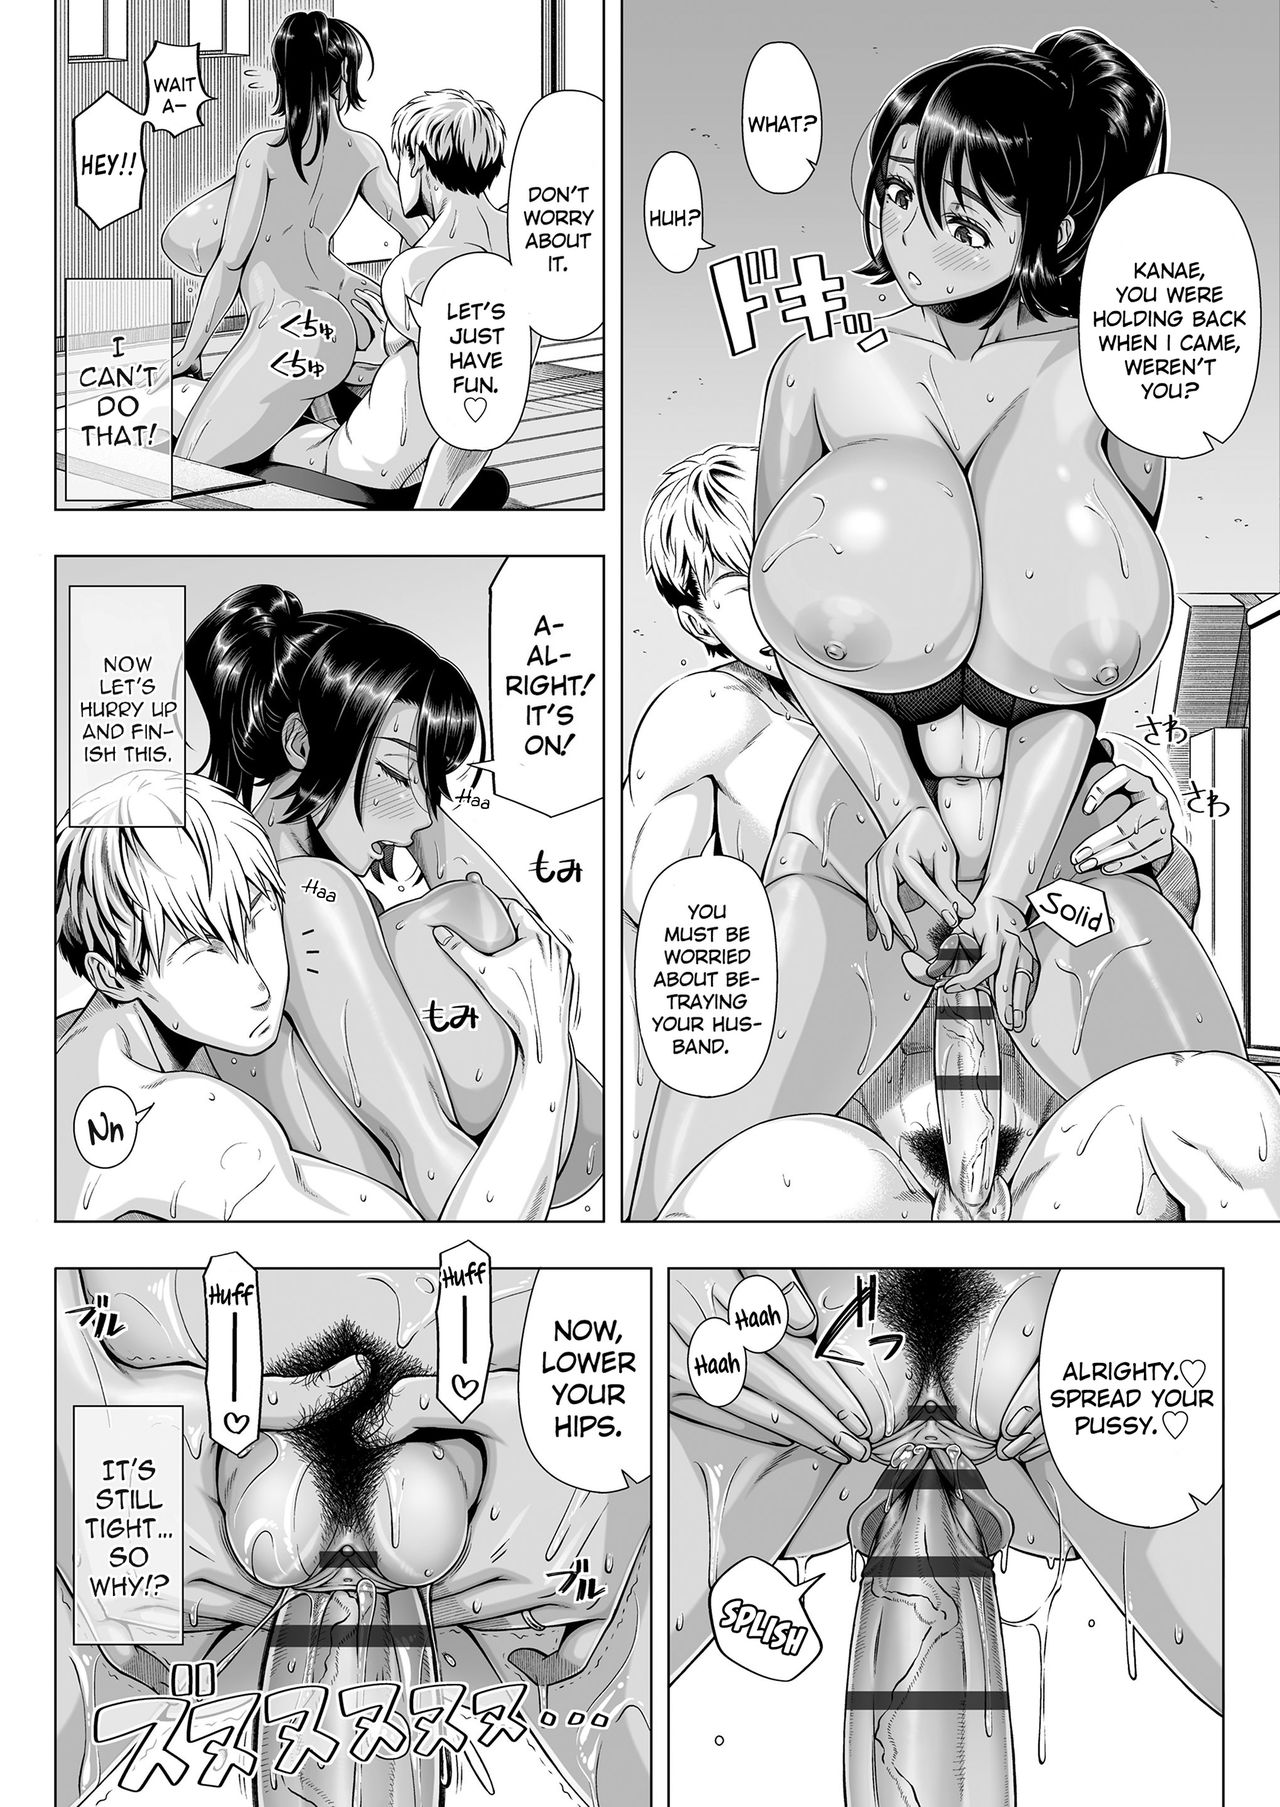 KANAE,
YOU WERE
HOLDING BACK
WHEN I CAME,
WEREN'T
YOU?
WHAT?
HUH?
ドキッ
さわ
さわ
Solid
YOU
MUST BE
WORRIED
ABOUT BE-
TRAYING
YOUR HUS-
BAND.
DON'T
WORRY
ABOUT
IT.
LET'S
JUST
HAVE
FUN.♡
WAIT
A-
HEY!!
くちゅ
くちゅ
I
CAN'T
DO
THAT!
A-
AL-
RIGHT!
IT'S
ON!
Haa
Haa
もみ
もみ
NOW
LET'S
HURRY UP
AND FIN-
ISH THIS.
Nn
ALRIGHTY.♡
SPREAD YOUR
PUSSY.♡
ぐっ
Haah
Haah
SPLISH
NOW,
LOWER
YOUR
HIPS.
Huff
♡
Huff
♡
ブル
ブル
IT'S
STILL
TIGHT...
SO
WHY!?
ズヌヌヌヌヌ...